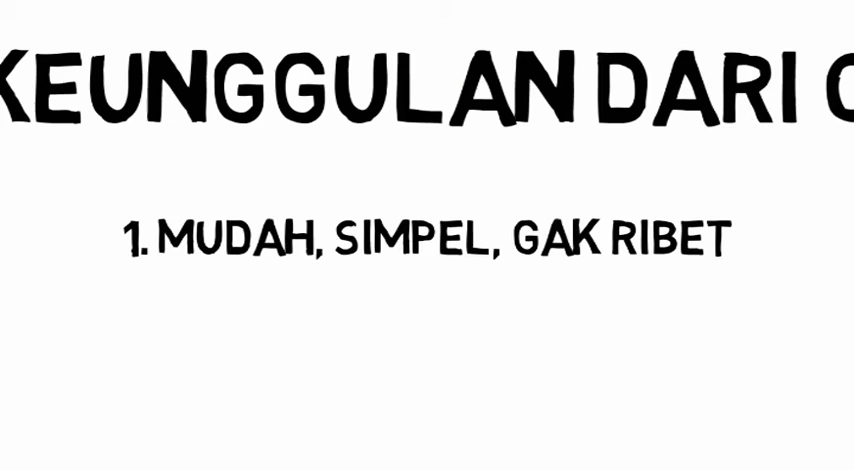 KEUNGGULAN DARI
1. MUDAH, SIMPEL, GAK RIBET